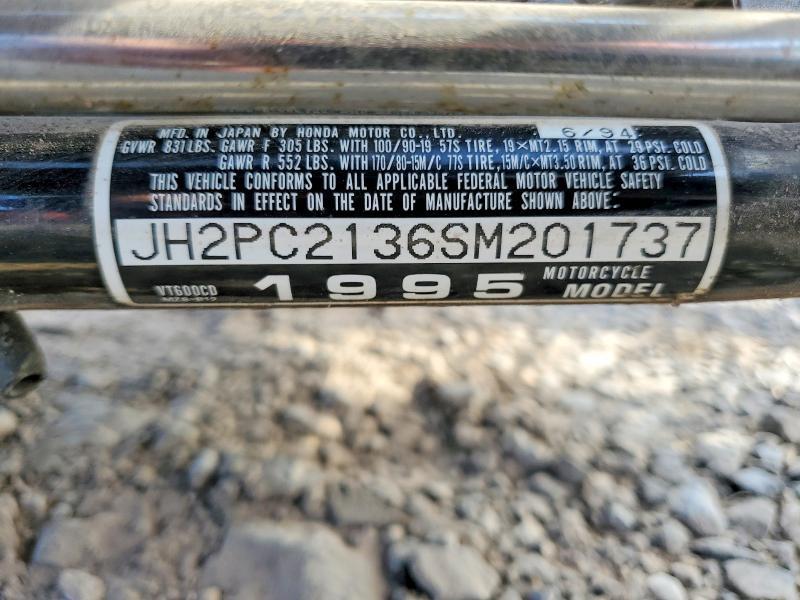 MFD. IN JAPAN BY HONDA MOTOR CO., LTD. 6/94
GVWR 831 LBS. GAWR F 305 LBS. WITH 100/90-19 57S TIRE, 19×MT2.15 RIM, AT 29 PSI. COLD
GAWR R. 552 LBS. WITH 170/80-15M/C 77S TIRE, 15M/C×MT3.50 RIM, AT 36 PSI. COLD
THIS VEHICLE CONFORMS TO ALL APPLICABLE FEDERAL MOTOR VEHICLE SAFETY
STANDARDS IN EFFECT ON THE DATE OF MANUFACTURE SHOWN ABOVE:
JH2PC2136SM201737
VT600CD 1995 MOTORCYCLE
MODEL